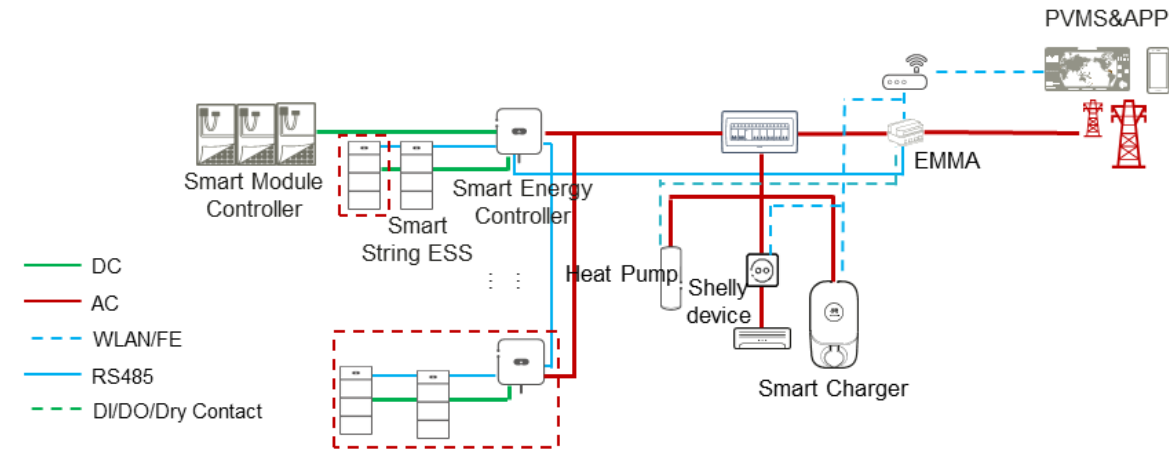 PVMS&APP
EMMA
Smart Module
Controller
Smart Energy
Controller
Smart
String ESS
Heat Pump
Shelly
device
Smart Charger
DC
AC
WLAN/FE
RS485
DI/DO/Dry Contact